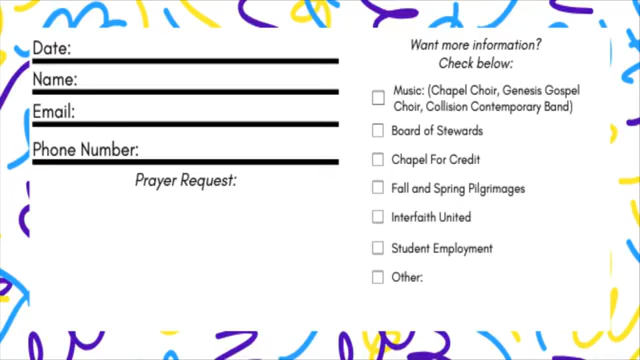 Date:
Name:
Email:
Phone Number:
Prayer Request:
Want more information?
Check below:
Music: (Chapel Choir, Genesis Gospel
Choir, Collision Contemporary Band)
Board of Stewards
Chapel For Credit
Fall and Spring Pilgrimages
Interfaith United
Student Employment
Other: